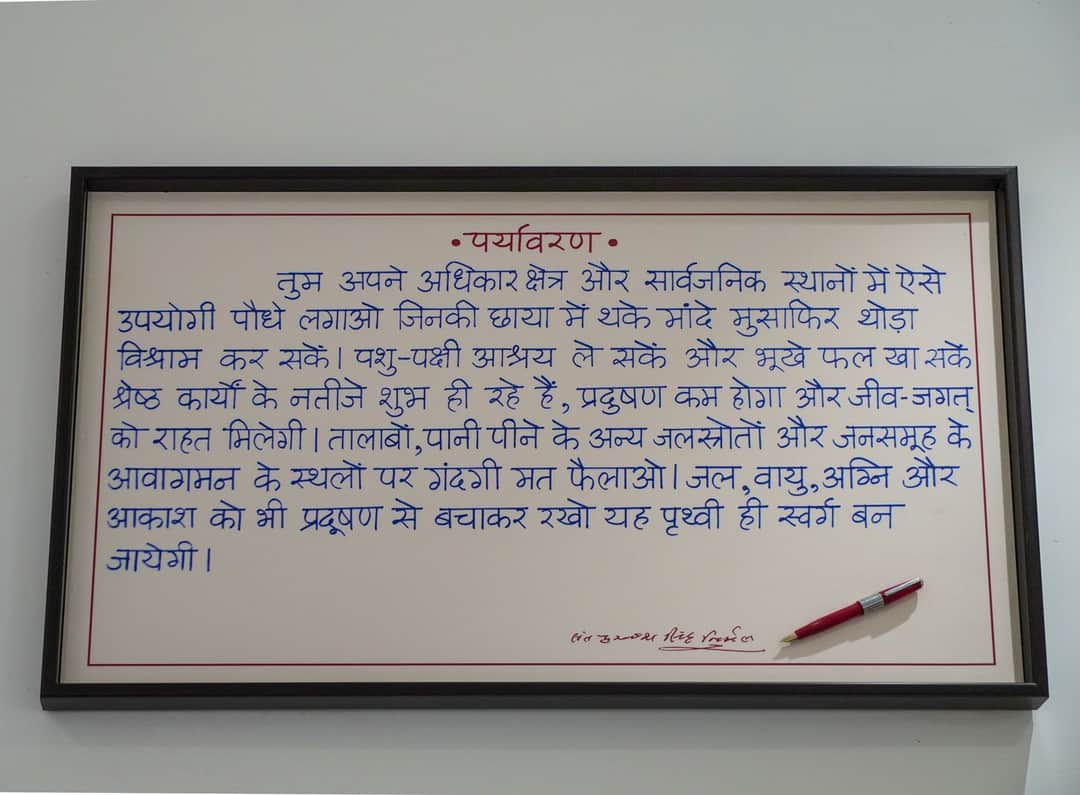 • पर्यावरण •
तुम अपने अधिकार क्षेत्र और सार्वजनिक स्थानों में ऐसे
उपयोगी पौधे लगाओ जिनकी छाया में थके मांदे मुसाफिर थोड़ा
विश्राम कर सकें। पशु-पक्षी आश्रय ले सकें और भूखे फल खा सकें
श्रेष्ठ कार्यों के नतीजे शुभ ही रहे हैं, प्रदुषण कम होगा और जीव-जगत्
को राहत मिलेगी। तालाबों, पानी पीने के अन्य जलस्रोतों और जनसमूह के
आवागमन के स्थलों पर गंदगी मत फैलाओ। जल, वायु, अग्नि और
आकाश को भी प्रदूषण से बचाकर रखो यह पृथ्वी ही स्वर्ग बन
जायेगी।
संत सिंह